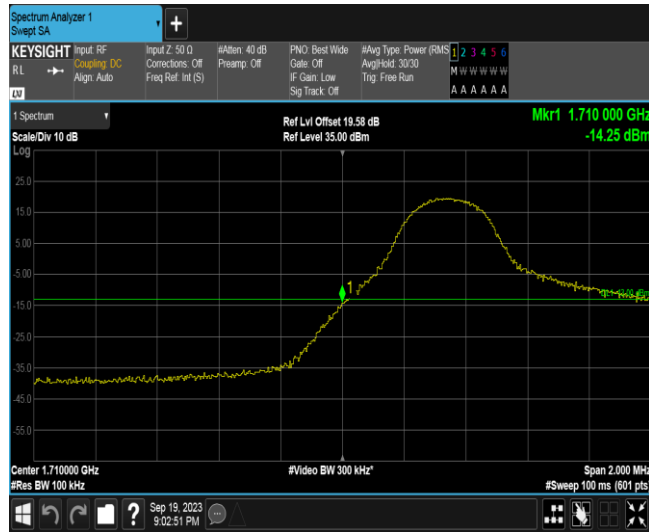 Spectrum Analyzer 1
Swept SA
+
KEYSIGHT Input: RF Input Z: 50 Ω #Atten: 40 dB PNO: Best Wide #Avg Type: Power (RMS 1 2 3 4 5 6
RL Coupling: DC Corrections: Off Preamp: Off Gate: Off Avg|Hold: 30/30 M W W W W W
Align: Auto Freq Ref: Int (S) IF Gain: Low Trig: Free Run
LXI Sig Track: Off A A A A A A
1 Spectrum
Ref Lvl Offset 19.58 dB Mkr1 1.710 000 GHz
Scale/Div 10 dB Ref Level 35.00 dBm -14.25 dBm
Log
25.0
15.0
5.00
-5.00
1
-15.0
-25.0
-35.0
-45.0
-55.0
Center 1.710000 GHz #Video BW 300 kHz* Span 2.000 MHz
#Res BW 100 kHz #Sweep 100 ms (601 pts)
? Sep 19, 2023
9:02:51 PM